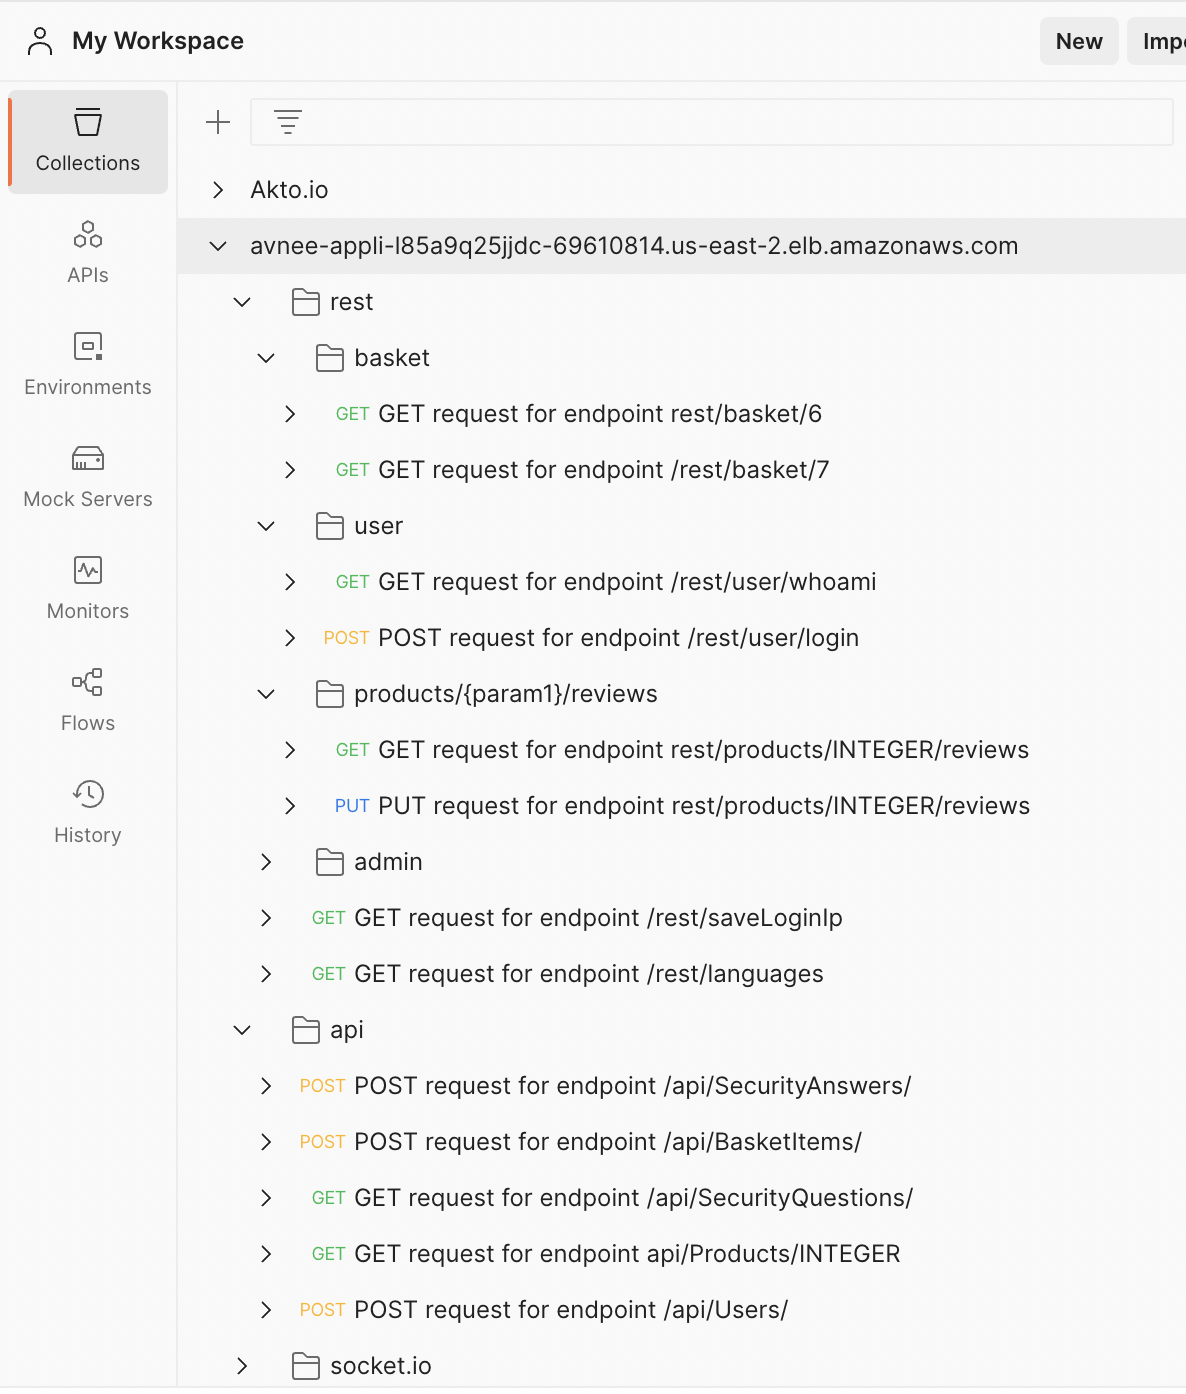 My Workspace
New
Impo
Collections
APIs
Environments
Mock Servers
Monitors
Flows
History
Akto.io
avnee-appli-l85a9q25jjdc-69610814.us-east-2.elb.amazonaws.com
rest
basket
GET GET request for endpoint rest/basket/6
GET GET request for endpoint /rest/basket/7
user
GET GET request for endpoint /rest/user/whoami
POST POST request for endpoint /rest/user/login
products/{param1}/reviews
GET GET request for endpoint rest/products/INTEGER/reviews
PUT PUT request for endpoint rest/products/INTEGER/reviews
admin
GET GET request for endpoint /rest/saveLoginIp
GET GET request for endpoint /rest/languages
api
POST POST request for endpoint /api/SecurityAnswers/
POST POST request for endpoint /api/BasketItems/
GET GET request for endpoint /api/SecurityQuestions/
GET GET request for endpoint api/Products/INTEGER
POST POST request for endpoint /api/Users/
socket.io